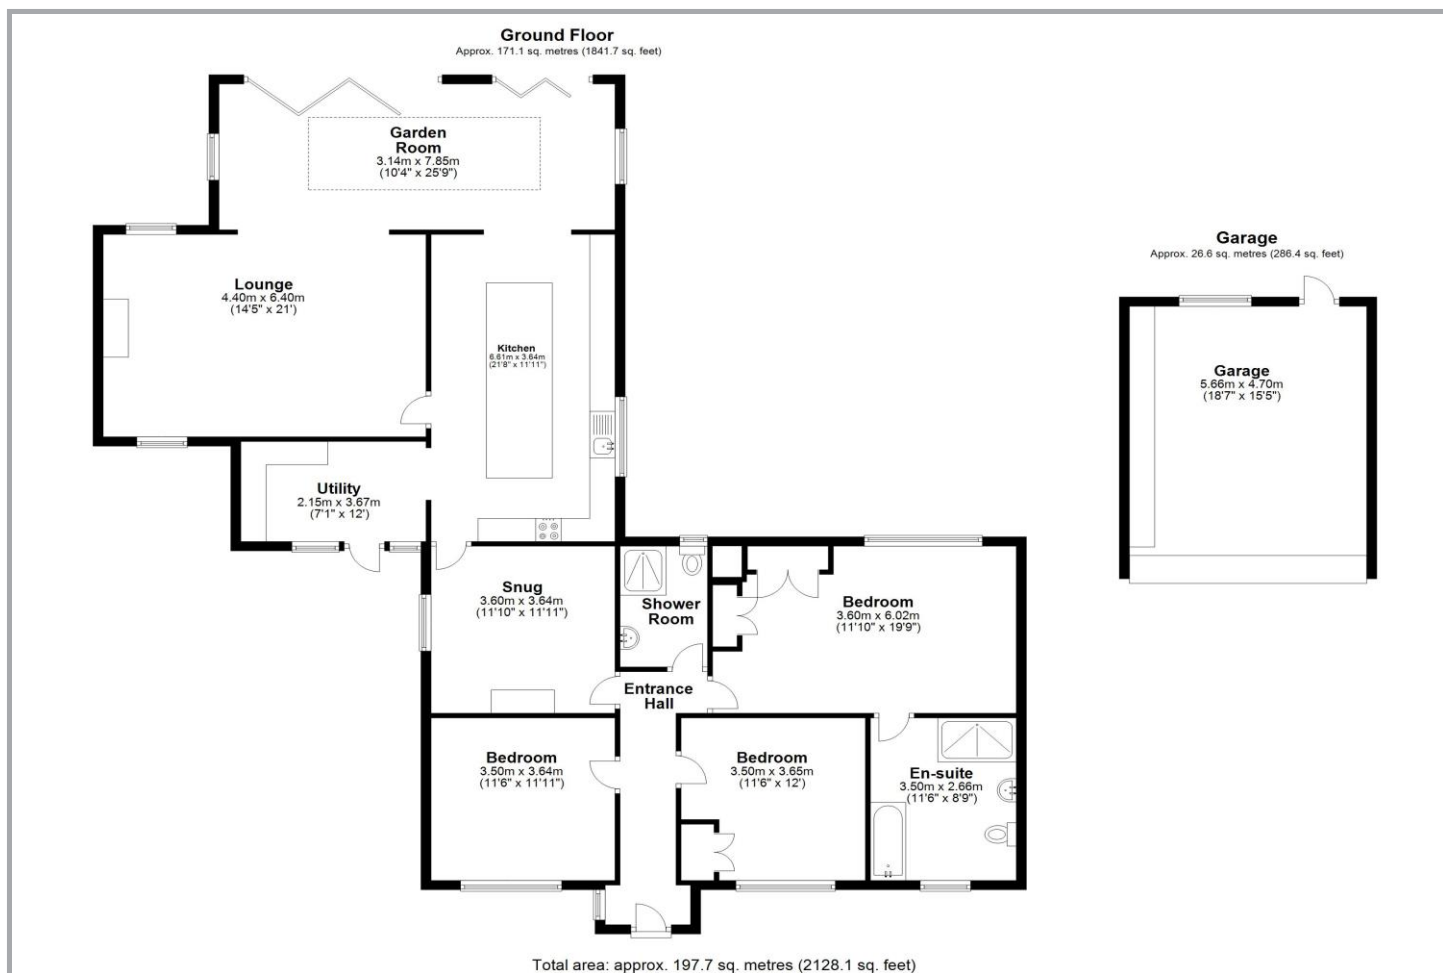 Ground Floor
Approx. 171.1 sq. metres (1841.7 sq. feet)
Garden
Room
3.14m x 7.85m
(10'4" x 25'9")
Lounge
4.40m x 6.40m
(14'5" x 21')
Kitchen
6.61m x 3.64m
(21'8" x 11'11")
Utility
2.15m x 3.67m
(7'1" x 12')
Snug
3.60m x 3.64m
(11'10" x 11'11")
Shower
Room
Bedroom
3.60m x 6.02m
(11'10" x 19'9")
Entrance
Hall
Bedroom
3.50m x 3.64m
(11'6" x 11'11")
Bedroom
3.50m x 3.65m
(11'6" x 12')
En-suite
3.50m x 2.66m
(11'6" x 8'9")
Garage
Approx. 26.6 sq. metres (286.4 sq. feet)
Garage
5.66m x 4.70m
(18'7" x 15'5")
Total area: approx. 197.7 sq. metres (2128.1 sq. feet)